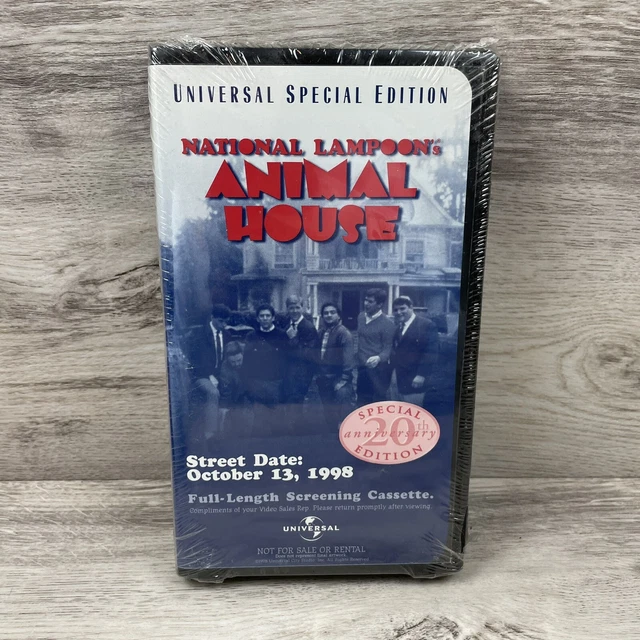 UNIVERSAL SPECIAL EDITION
NATIONAL LAMPOON's
ANIMAL
HOUSE
SPECIAL
20th
anniversary
EDITION
Street Date:
October 13, 1998
Full-Length Screening Cassette.
Compliments of your Video Sales Rep. Please return promptly after viewing.
UNIVERSAL
NOT FOR SALE OR RENTAL